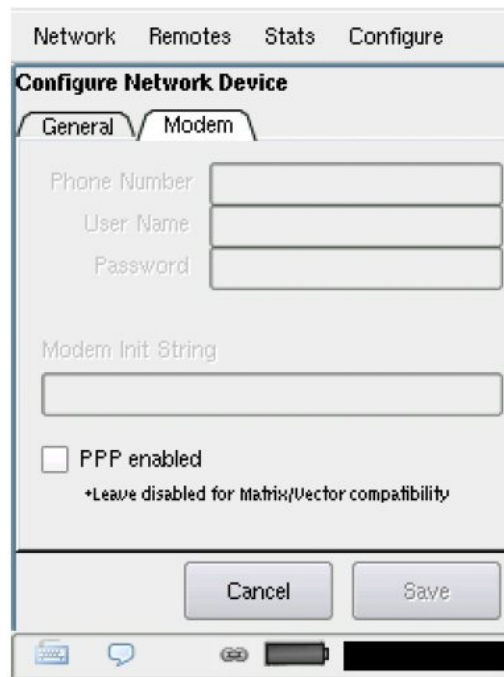 Network Remotes Stats Configure
Configure Network Device
General Modem
Phone Number
User Name
Password
Modem Init String
PPP enabled
*Leave disabled for Matrix/Vector compatibility
Cancel Save